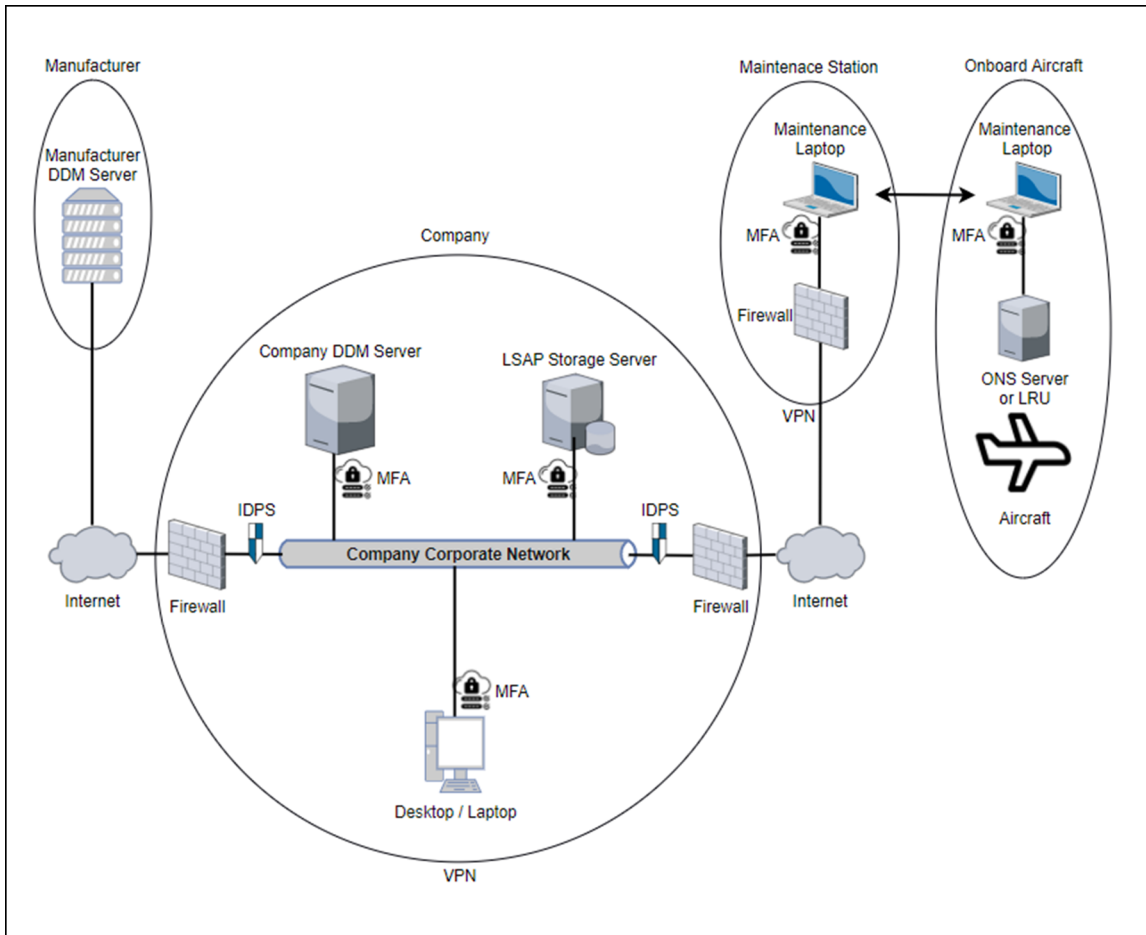 Manufacturer
Manufacturer
DDM Server
Internet
Company
Company DDM Server
MFA
LSAP Storage Server
MFA
IDPS
IDPS
Company Corporate Network
Firewall
Firewall
MFA
Desktop / Laptop
VPN
Internet
Maintenace Station
Maintenance
Laptop
MFA
Firewall
VPN
Onboard Aircraft
Maintenance
Laptop
MFA
ONS Server
or LRU
Aircraft